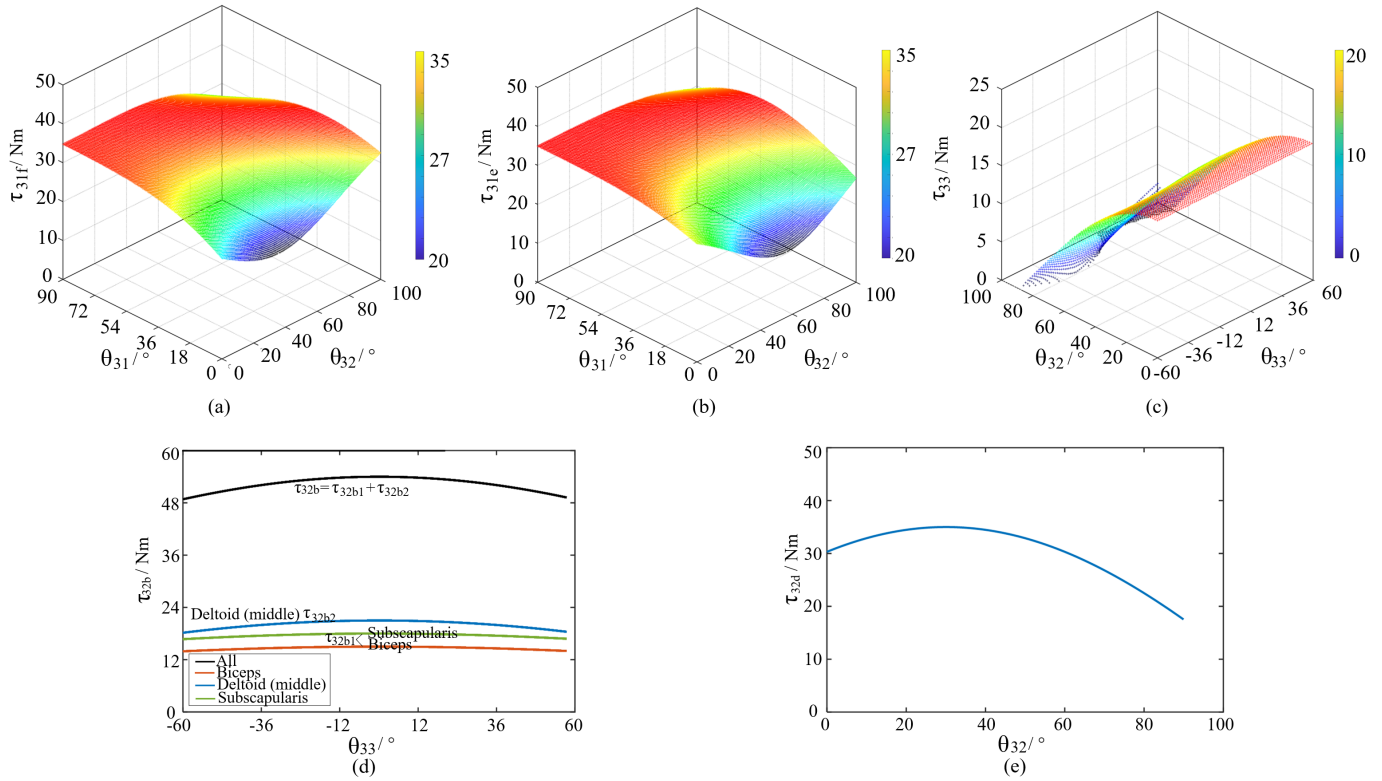 50
40
30
20
10
0
τ31f / Nm
90
72
54
36
18
0
θ31 / °
0
20
40
60
80
100
θ32 / °
35
27
20
(a)
50
40
30
20
10
0
τ31e / Nm
90
72
54
36
18
0
θ31 / °
0
20
40
60
80
100
θ32 / °
35
27
20
(b)
25
20
15
10
5
0
τ33 / Nm
100
80
60
40
20
0
θ32 / °
-60
-36
-12
12
36
60
θ33 / °
20
10
0
(c)
60
48
36
24
12
0
τ32b / Nm
τ32b=τ32b1+τ32b2
Deltoid (middle) τ32b2
τ32b1< Subscapularis
Biceps
All
Biceps
Deltoid (middle)
Subscapularis
-60 -36 -12 12 36 60
θ33 / °
(d)
50
40
30
20
10
0
τ32d / Nm
0 20 40 60 80 100
θ32 / °
(e)